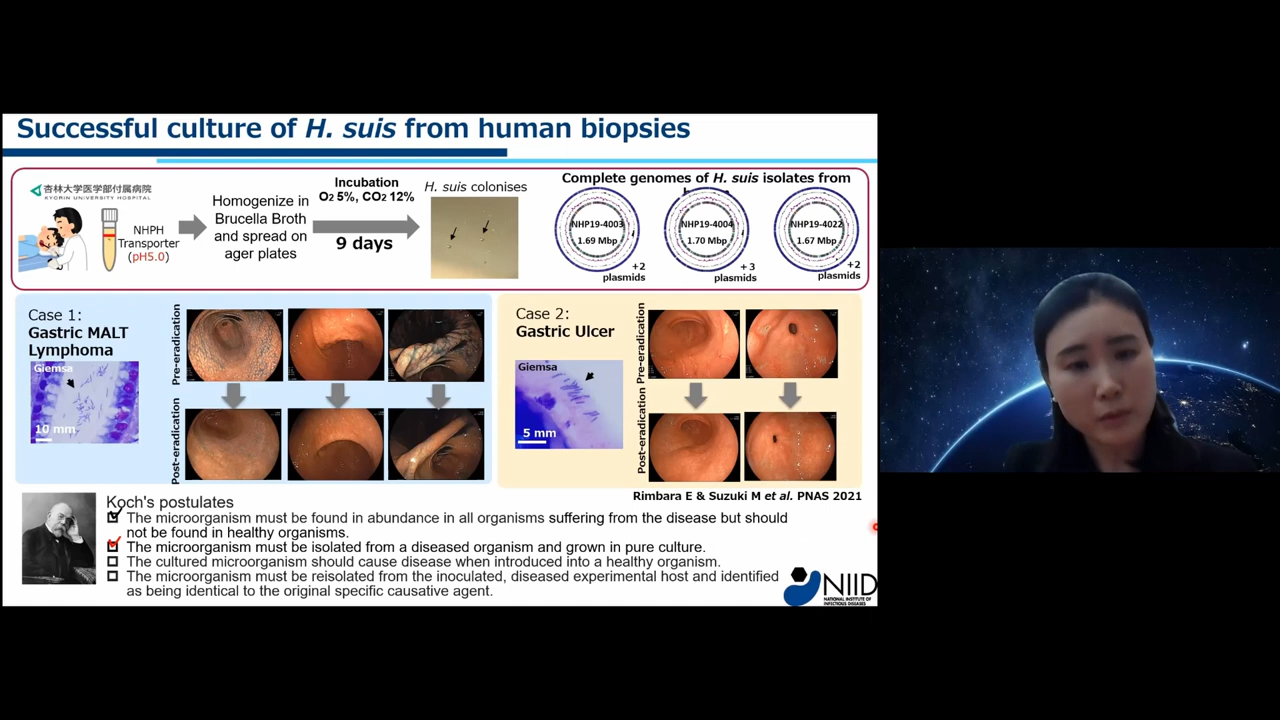 Successful culture of H. suis from human biopsies
杏林大学医学部付属病院
KYORIN UNIVERSITY HOSPITAL
NHPH
Transporter
(pH5.0)
Homogenize in
Brucella Broth
and spread on
ager plates
Incubation
O2 5%, CO2 12%
9 days
H. suis colonises
Complete genomes of H. suis isolates from
NHP19-4003
1.69 Mbp
+2
plasmids
NHP19-4004
1.70 Mbp
+3
plasmids
NHP19-4022
1.67 Mbp
+2
plasmids
Case 1:
Gastric MALT
Lymphoma
Giemsa
10 mm
Pre-eradication
Post-eradication
Case 2:
Gastric Ulcer
Giemsa
5 mm
Pre-eradication
Post-eradication
Rimbara E & Suzuki M et al. PNAS 2021
Koch's postulates
The microorganism must be found in abundance in all organisms suffering from the disease but should
not be found in healthy organisms.
The microorganism must be isolated from a diseased organism and grown in pure culture.
The cultured microorganism should cause disease when introduced into a healthy organism.
The microorganism must be reisolated from the inoculated, diseased experimental host and identified
as being identical to the original specific causative agent.
NIID
NATIONAL INSTITUTE OF
INFECTIOUS DISEASES